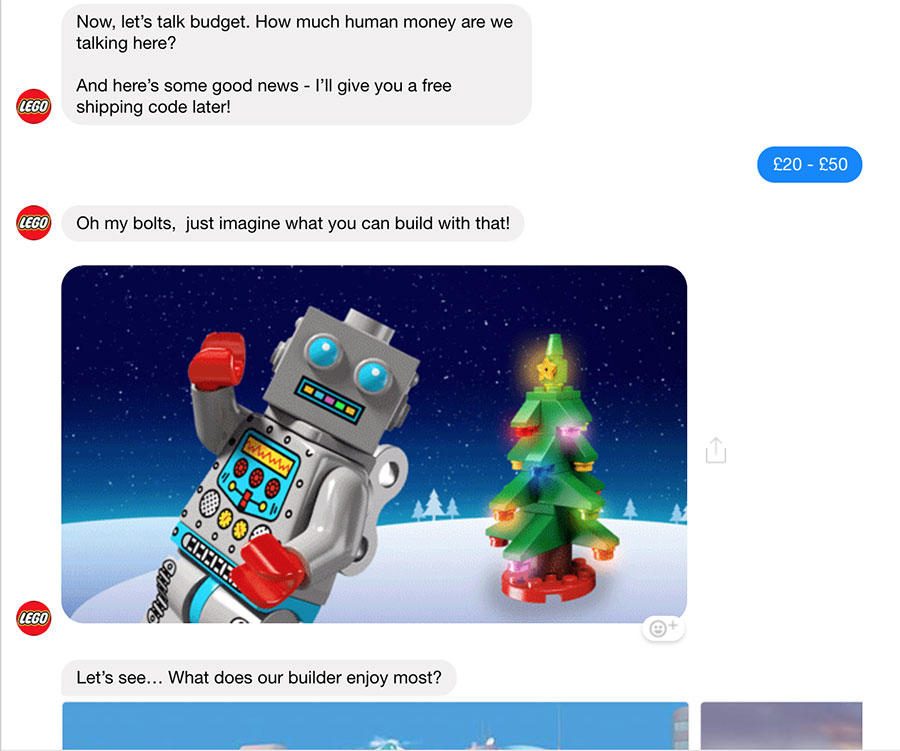 Now, let’s talk budget. How much human money are we
talking here?
And here’s some good news - I’ll give you a free
shipping code later!
LEGO
£20 - £50
LEGO
Oh my bolts,  just imagine what you can build with that!
LEGO
Let’s see… What does our builder enjoy most?